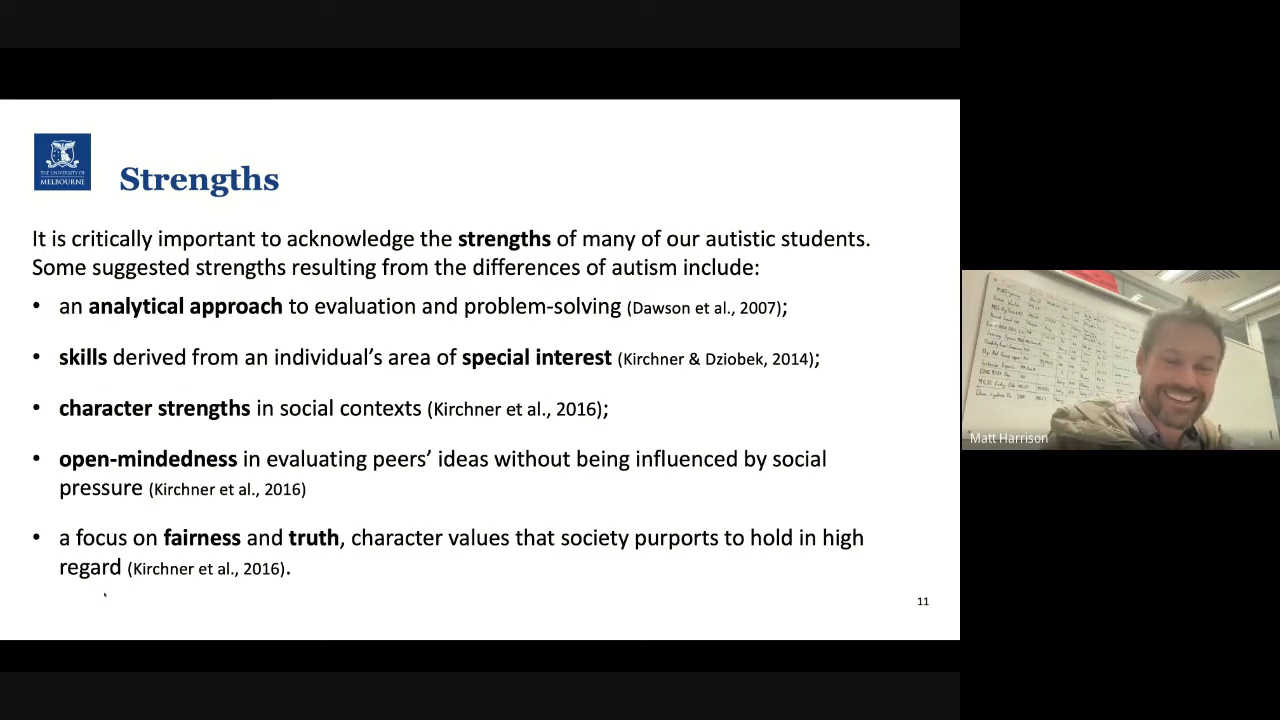 THE UNIVERSITY OF
MELBOURNE
Strengths
It is critically important to acknowledge the strengths of many of our autistic students.
Some suggested strengths resulting from the differences of autism include:
• an analytical approach to evaluation and problem-solving (Dawson et al., 2007);
• skills derived from an individual’s area of special interest (Kirchner & Dziobek, 2014);
• character strengths in social contexts (Kirchner et al., 2016);
• open-mindedness in evaluating peers’ ideas without being influenced by social
pressure (Kirchner et al., 2016)
• a focus on fairness and truth, character values that society purports to hold in high
regard (Kirchner et al., 2016).
11
Matt Harrison